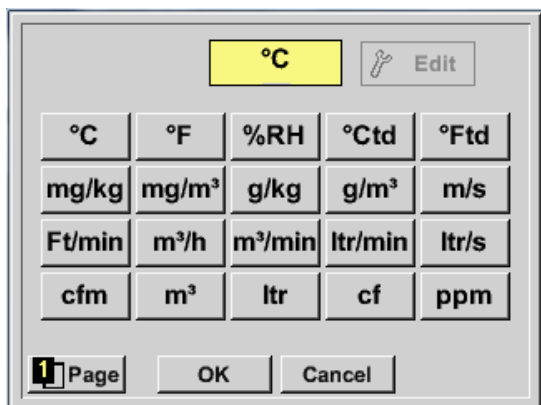 °C Edit
°C °F %RH °Ctd °Ftd
mg/kg mg/m³ g/kg g/m³ m/s
Ft/min m³/h m³/min ltr/min ltr/s
cfm m³ ltr cf ppm
1 Page OK Cancel